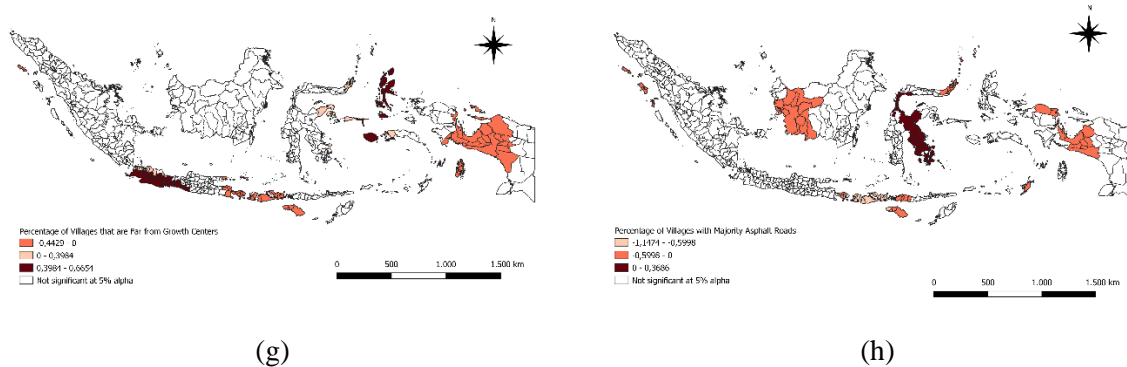 N
Percentage of Villages that are Far from Growth Centers
-0,4429 - 0
0 - 0,3984
0,3984 - 0,6654
Not significant at 5% alpha
0 500 1.000 1.500 km
(g)
N
Percentage of Villages with Majority Asphalt Roads
-1,1474 - -0,5998
-0,5998 - 0
0 - 0,3686
Not significant at 5% alpha
0 500 1.000 1.500 km
(h)